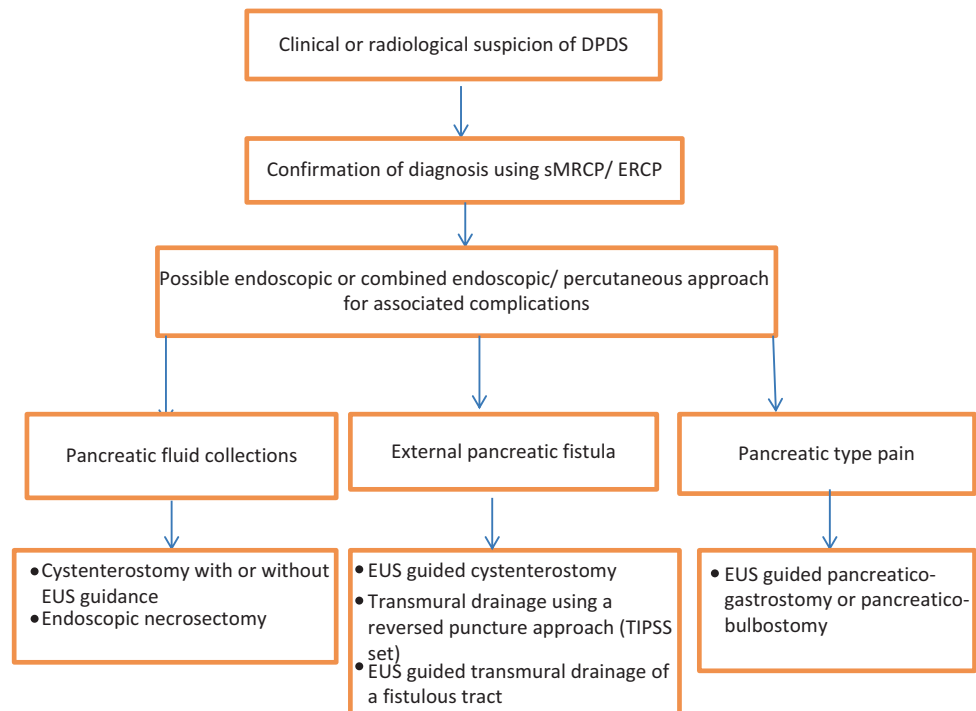 Clinical or radiological suspicion of DPDS
Confirmation of diagnosis using sMRCP/ ERCP
Possible endoscopic or combined endoscopic/ percutaneous approach
for associated complications
Pancreatic fluid collections
External pancreatic fistula
Pancreatic type pain
• Cystenterostomy with or without
EUS guidance
• Endoscopic necrosectomy
• EUS guided cystenterostomy
• Transmural drainage using a
reversed puncture approach (TIPSS
set)
• EUS guided transmural drainage of
a fistulous tract
• EUS guided pancreatico-
gastrostomy or pancreatico-
bulbostomy